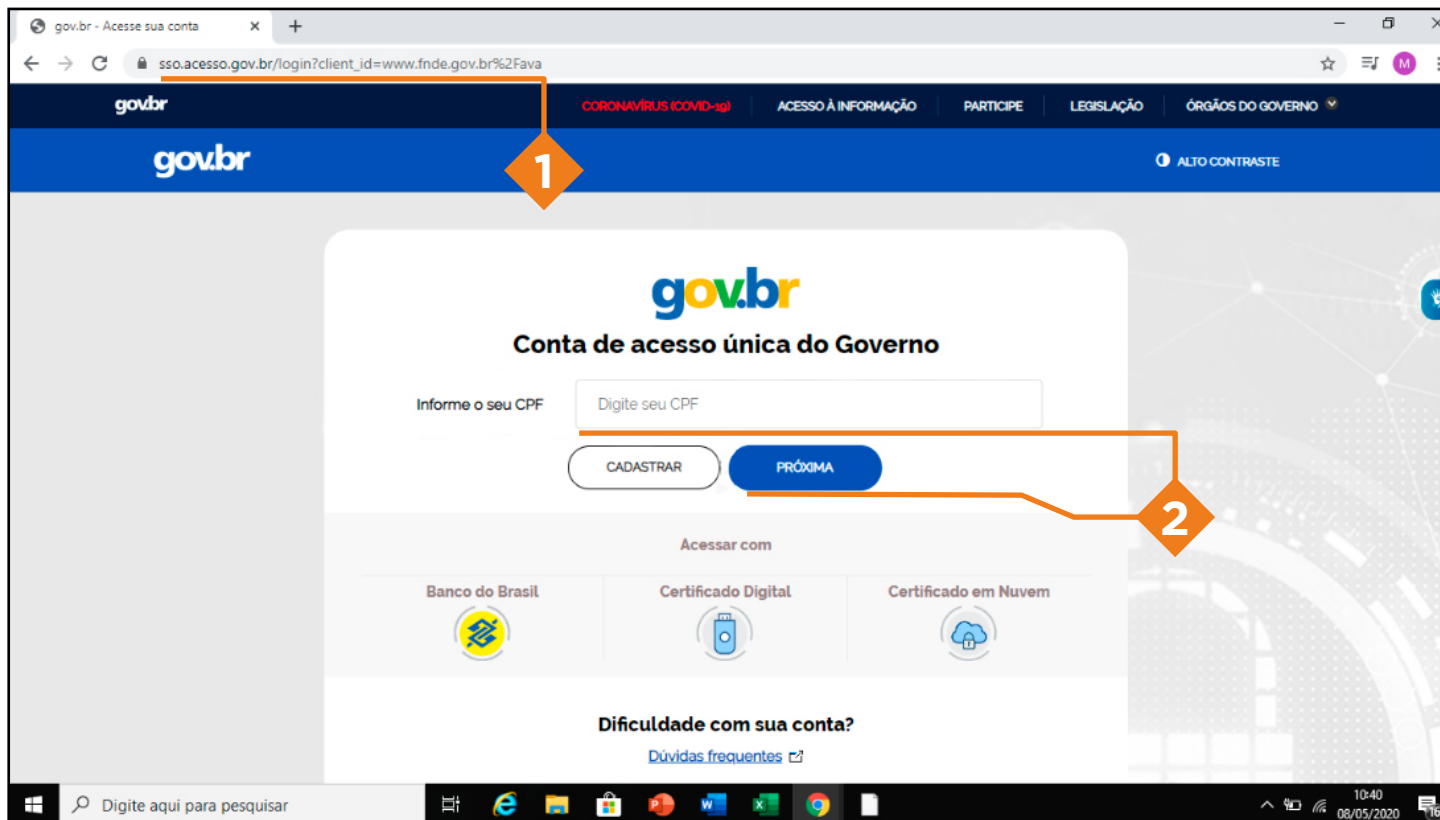 gov.br - Acesse sua conta
sso.acesso.gov.br/login?client_id=www.fnde.gov.br%2Fava
M
gov.br
CORONAVÍRUS (COVID-19)
ACESSO À INFORMAÇÃO
PARTICIPE
LEGISLAÇÃO
ÓRGÃOS DO GOVERNO
gov.br
1
ALTO CONTRASTE
gov.br
Conta de acesso única do Governo
Informe o seu CPF
Digite seu CPF
CADASTRAR
PRÓXIMA
2
Acessar com
Banco do Brasil
Certificado Digital
Certificado em Nuvem
Dificuldade com sua conta?
Dúvidas frequentes
Digite aqui para pesquisar
10:40
08/05/2020
16